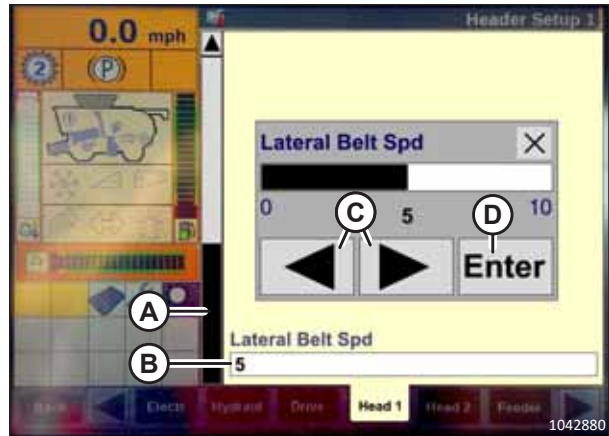 0.0 mph
Header Setup 1
2
P
Lateral Belt Spd
0
5
10
C
D
Enter
A
Lateral Belt Spd
B
5
Back
Electr
Hydraul
Drive
Head 1
Head 2
Feeder
1042880